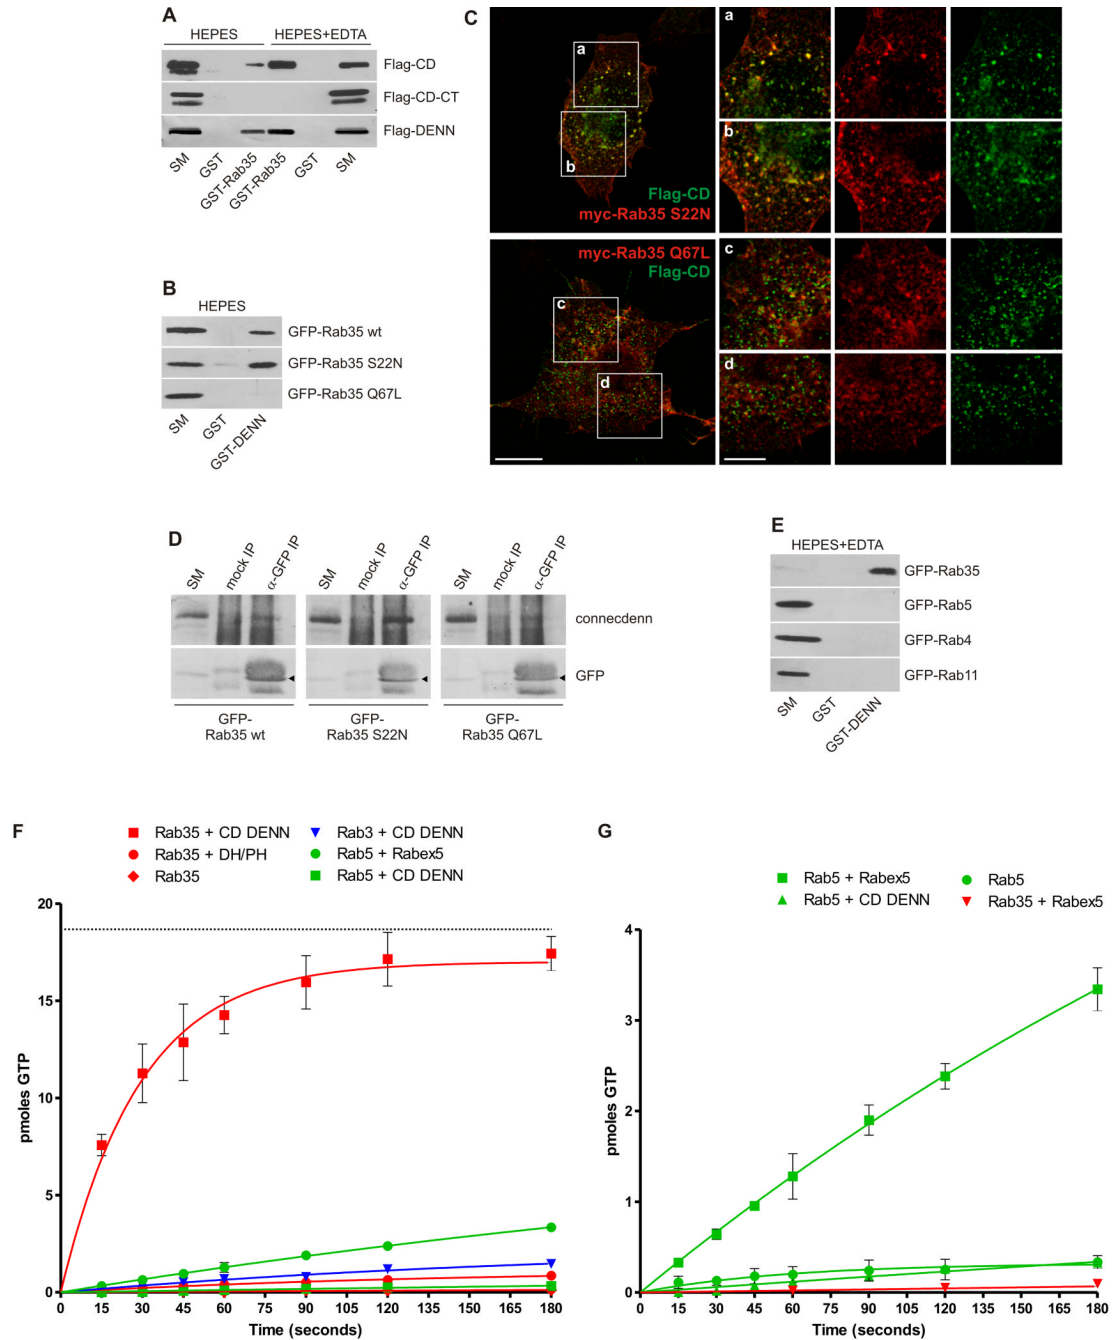 A
HEPES HEPES+EDTA
Flag-CD
Flag-CD-CT
Flag-DENN
SM GST GST-Rab35 GST-Rab35 GST SM
B
HEPES
GFP-Rab35 wt
GFP-Rab35 S22N
GFP-Rab35 Q67L
SM GST GST-DENN
C
a
b
Flag-CD
myc-Rab35 S22N
a
b
myc-Rab35 Q67L
Flag-CD
c
d
c
d
D
SM mock IP α-GFP IP SM mock IP α-GFP IP SM mock IP α-GFP IP
connecdenn
GFP
GFP- GFP- GFP-
Rab35 wt Rab35 S22N Rab35 Q67L
E
HEPES+EDTA
GFP-Rab35
GFP-Rab5
GFP-Rab4
GFP-Rab11
SM GST GST-DENN
F
Rab35 + CD DENN Rab3 + CD DENN
Rab35 + DH/PH Rab5 + Rabex5
Rab35 Rab5 + CD DENN
20
15
10
5
0
pmoles GTP
0 15 30 45 60 75 90 105 120 135 150 165 180
Time (seconds)
G
Rab5 + Rabex5 Rab5
Rab5 + CD DENN Rab35 + Rabex5
4
3
2
1
0
pmoles GTP
0 15 30 45 60 75 90 105 120 135 150 165 180
Time (seconds)